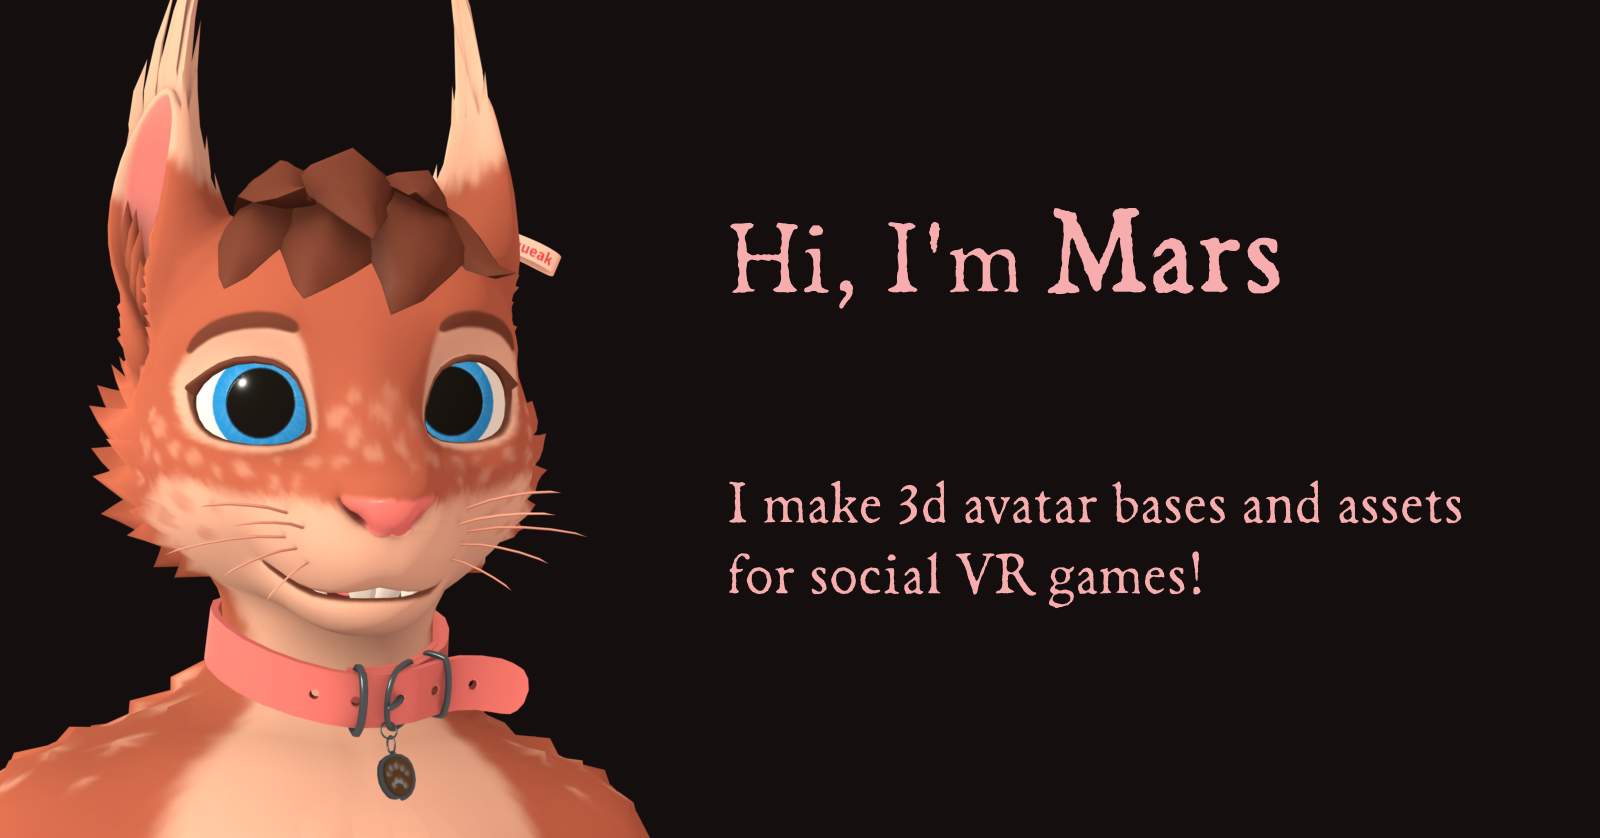 Hi, I'm Mars
I make 3d avatar bases and assets
for social VR games!